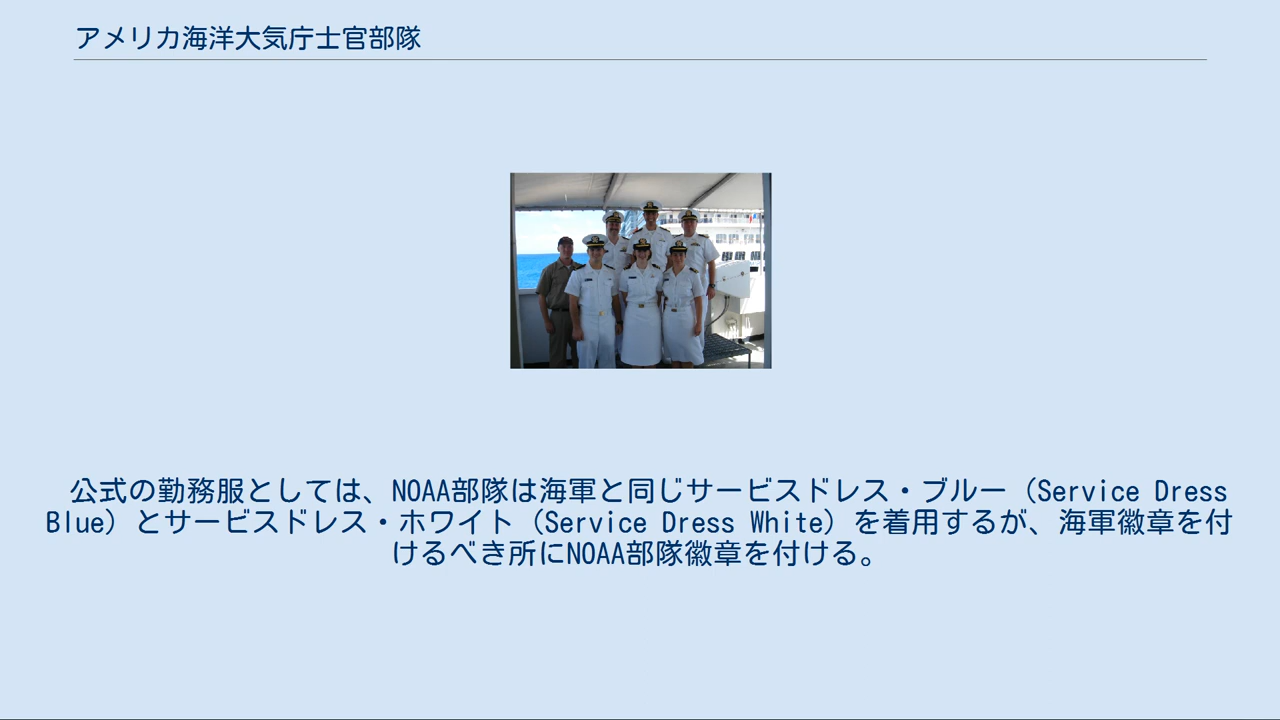 アメリカ海洋大気庁士官部隊
公式の勤務服としては、NOAA部隊は海軍と同じサービスドレス・ブルー（Service Dress
Blue）とサービスドレス・ホワイト（Service Dress White）を着用するが、海軍徽章を付
けるべき所にNOAA部隊徽章を付ける。